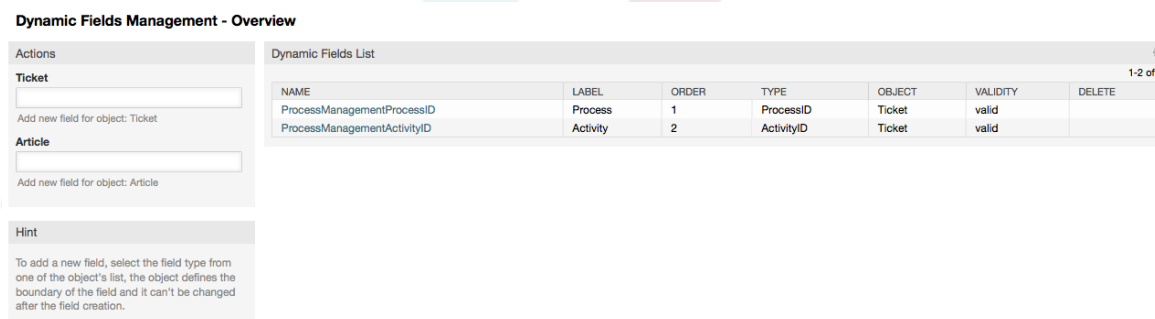 Dynamic Fields Management - Overview
Actions
Ticket
Add new field for object: Ticket
Article
Add new field for object: Article
Hint
To add a new field, select the field type from
one of the object's list, the object defines the
boundary of the field and it can't be changed
after the field creation.
Dynamic Fields List
1-2 of
NAME LABEL ORDER TYPE OBJECT VALIDITY DELETE
ProcessManagementProcessID Process 1 ProcessID Ticket valid
ProcessManagementActivityID Activity 2 ActivityID Ticket valid